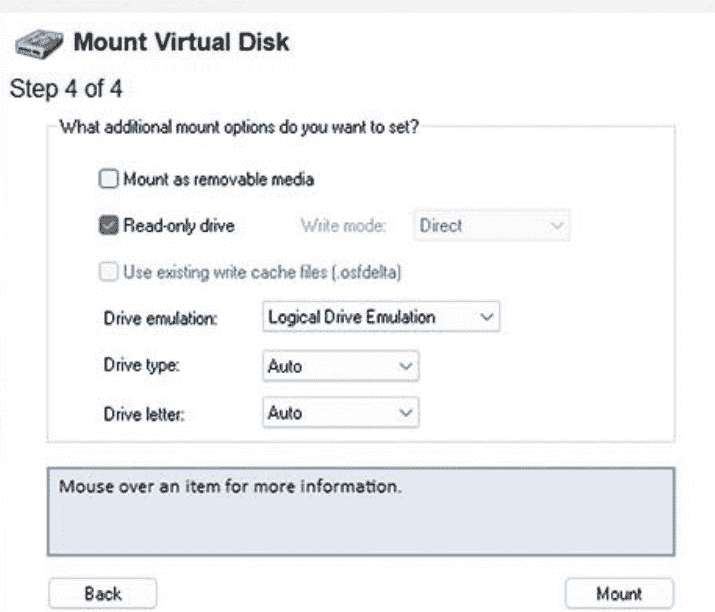 Mount Virtual Disk
Step 4 of 4
What additional mount options do you want to set?
Mount as removable media
Read-only drive Write mode: Direct
Use existing write cache files (.osfdelta)
Drive emulation: Logical Drive Emulation
Drive type: Auto
Drive letter: Auto
Mouse over an item for more information.
Back Mount